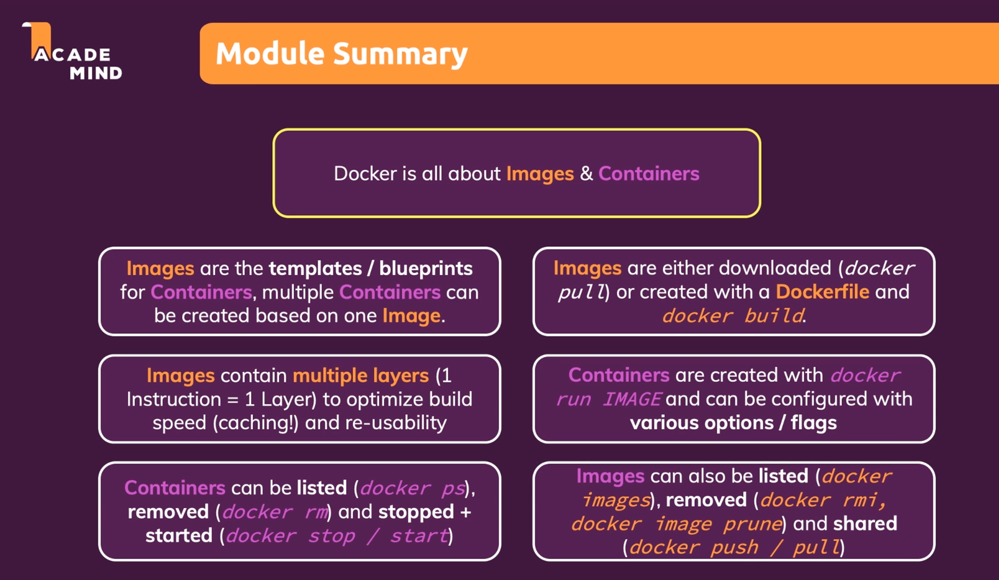 ACADE
MIND
Module Summary
Docker is all about Images & Containers
Images are the templates / blueprints
for Containers, multiple Containers can
be created based on one Image.
Images are either downloaded (docker
pull) or created with a Dockerfile and
docker build.
Images contain multiple layers (1
Instruction = 1 Layer) to optimize build
speed (caching!) and re-usability
Containers are created with docker
run IMAGE and can be configured with
various options / flags
Containers can be listed (docker ps),
removed (docker rm) and stopped +
started (docker stop / start)
Images can also be listed (docker
images), removed (docker rmi,
docker image prune) and shared
(docker push / pull)